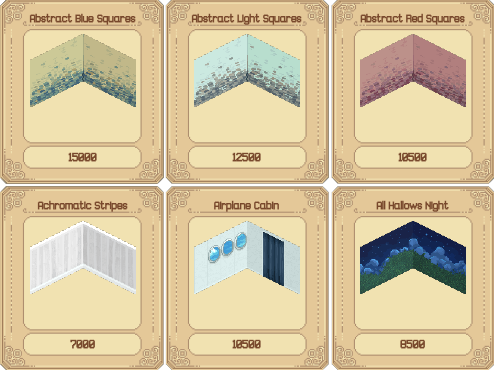 Abstract Blue Squares
15000
Abstract Light Squares
12500
Abstract Red Squares
10500
Achromatic Stripes
7000
Airplane Cabin
10500
All Hallows Night
8500